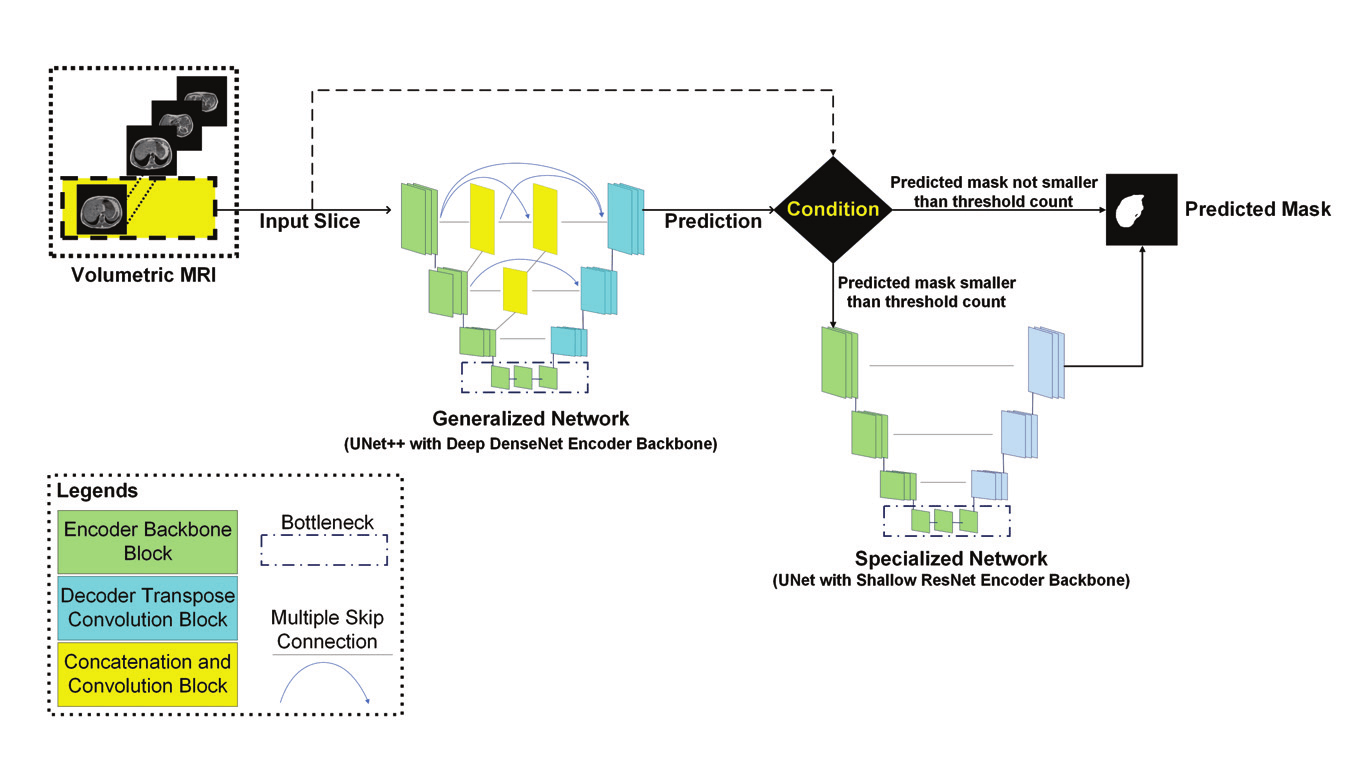 Volumetric MRI
Input Slice
Prediction
Condition
Predicted mask not smaller
than threshold count
Predicted Mask
Predicted mask smaller
than threshold count
Generalized Network
(UNet++ with Deep DenseNet Encoder Backbone)
Specialized Network
(UNet with Shallow ResNet Encoder Backbone)
Legends
Encoder Backbone
Block
Decoder Transpose
Convolution Block
Concatenation and
Convolution Block
Bottleneck
Multiple Skip
Connection